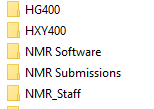 HG400
HXY400
NMR Software
NMR Submissions
NMR_Staff